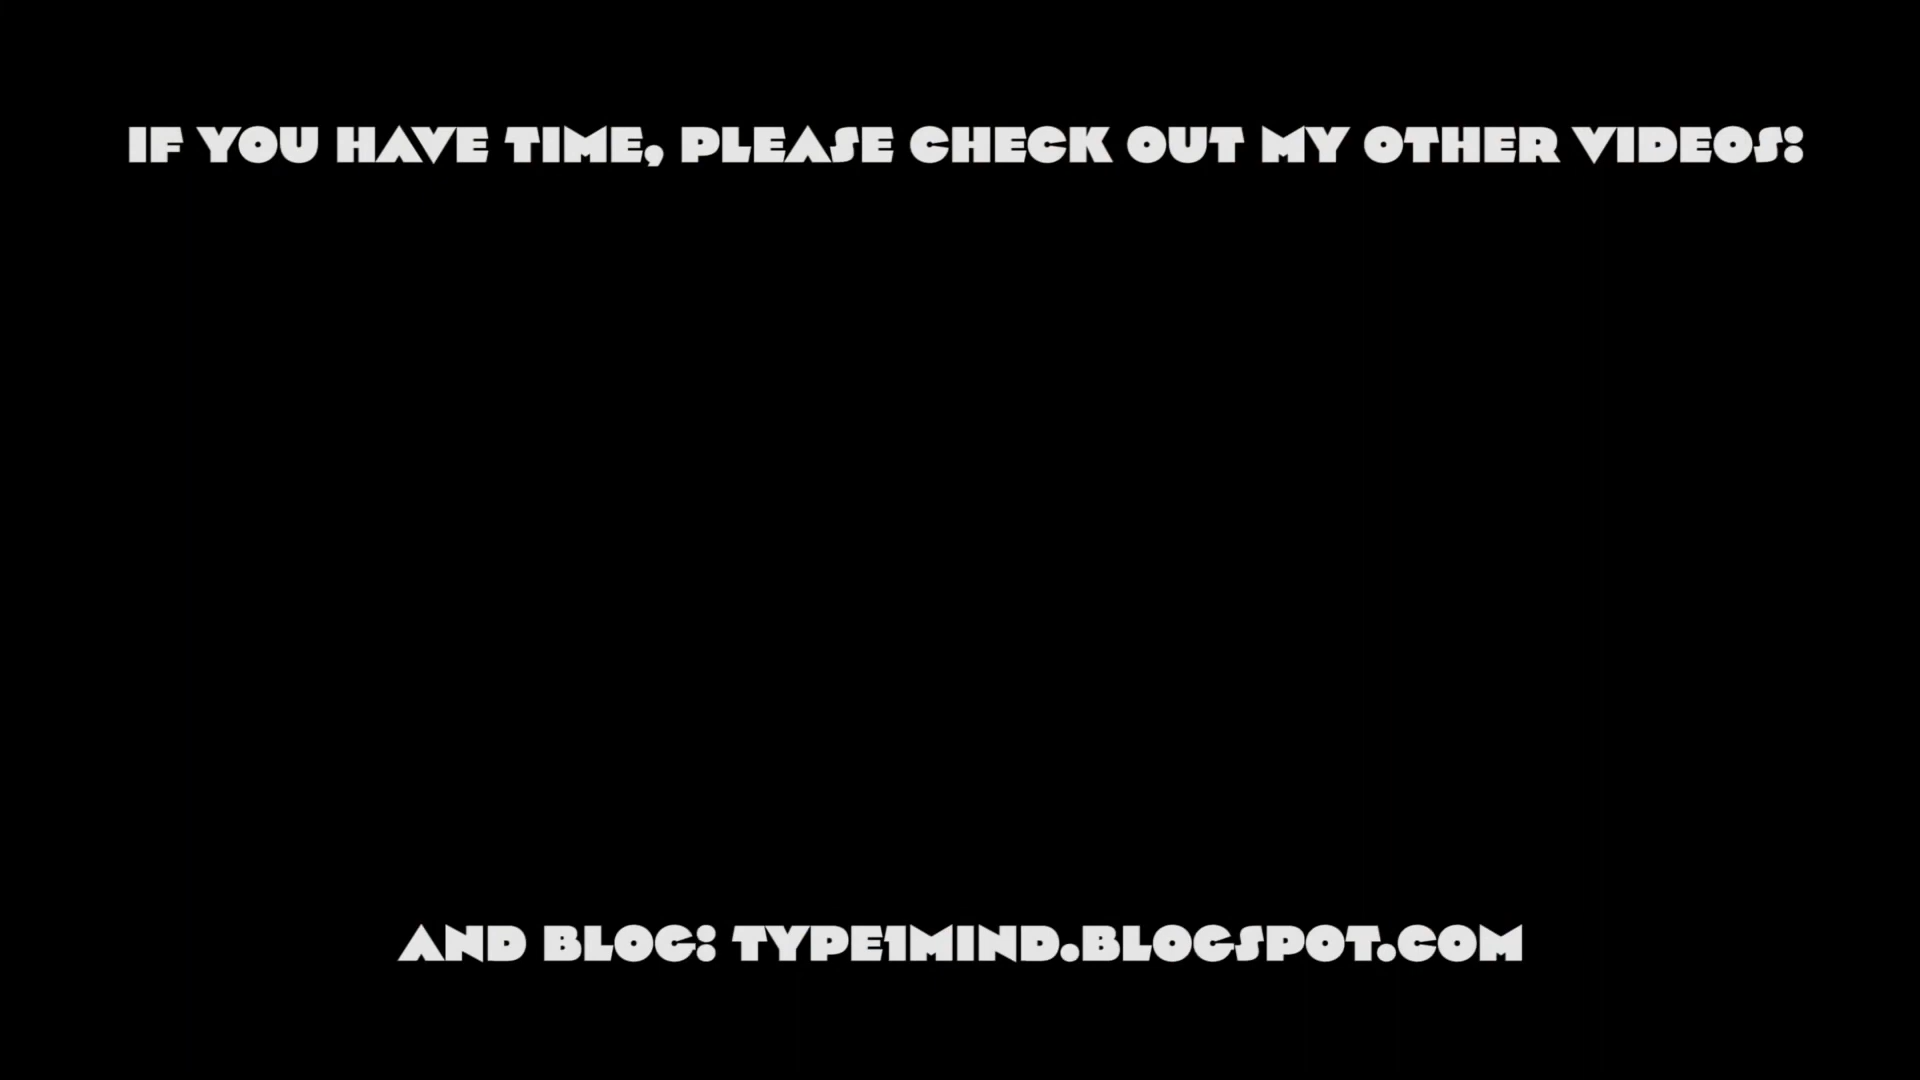 IF YOU HAVE TIME, PLEASE CHECK OUT MY OTHER VIDEOS:
AND BLOG: TYPE1MIND.BLOGSPOT.COM